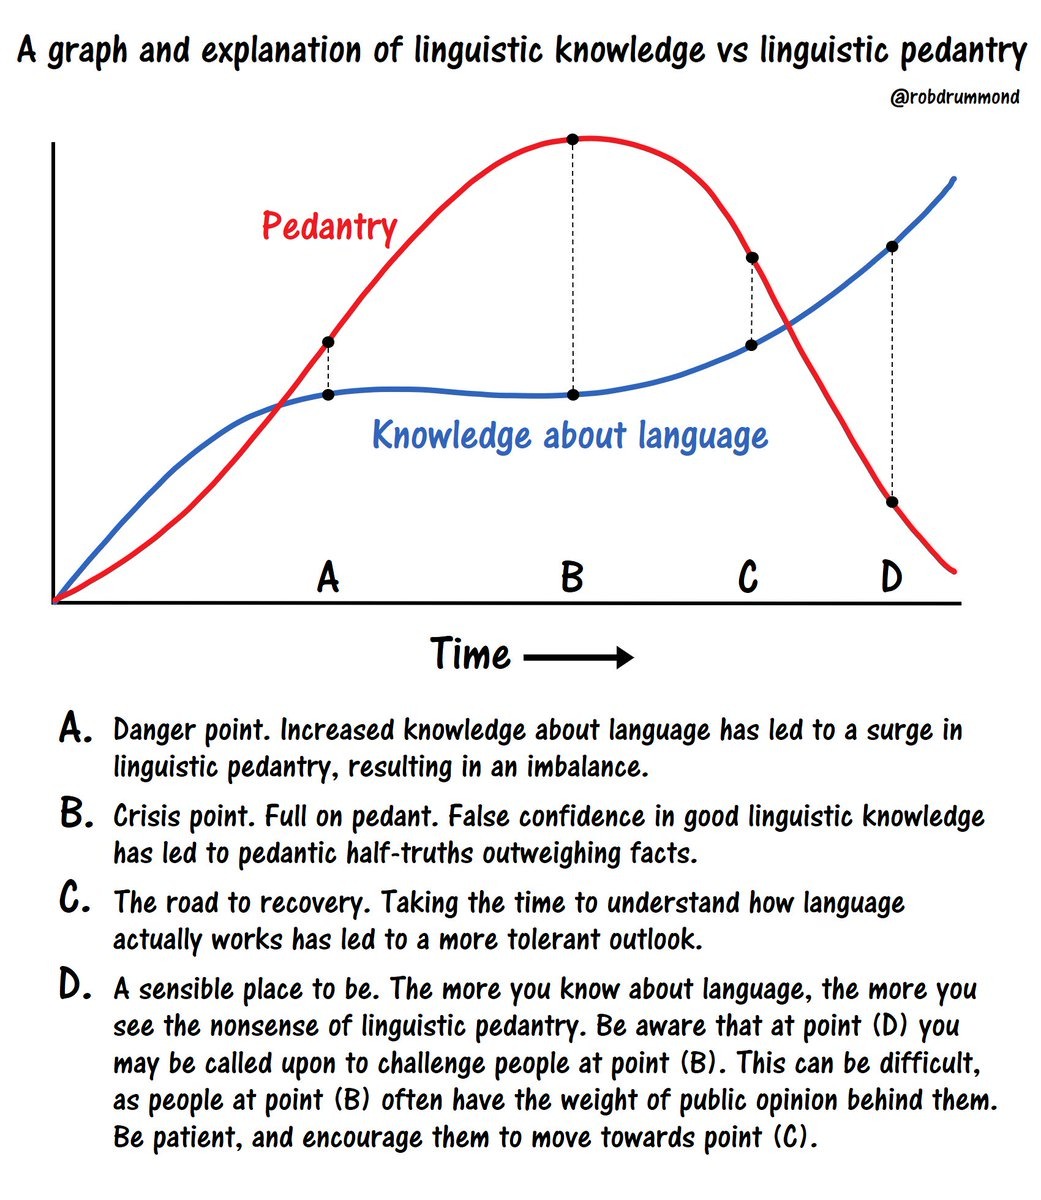 A graph and explanation of linguistic knowledge vs linguistic pedantry
@robdrummond
Pedantry
Knowledge about language
A B C D
Time
A. Danger point. Increased knowledge about language has led to a surge in
linguistic pedantry, resulting in an imbalance.
B. Crisis point. Full on pedant. False confidence in good linguistic knowledge
has led to pedantic half-truths outweighing facts.
C. The road to recovery. Taking the time to understand how language
actually works has led to a more tolerant outlook.
D. A sensible place to be. The more you know about language, the more you
see the nonsense of linguistic pedantry. Be aware that at point (D) you
may be called upon to challenge people at point (B). This can be difficult,
as people at point (B) often have the weight of public opinion behind them.
Be patient, and encourage them to move towards point (C).